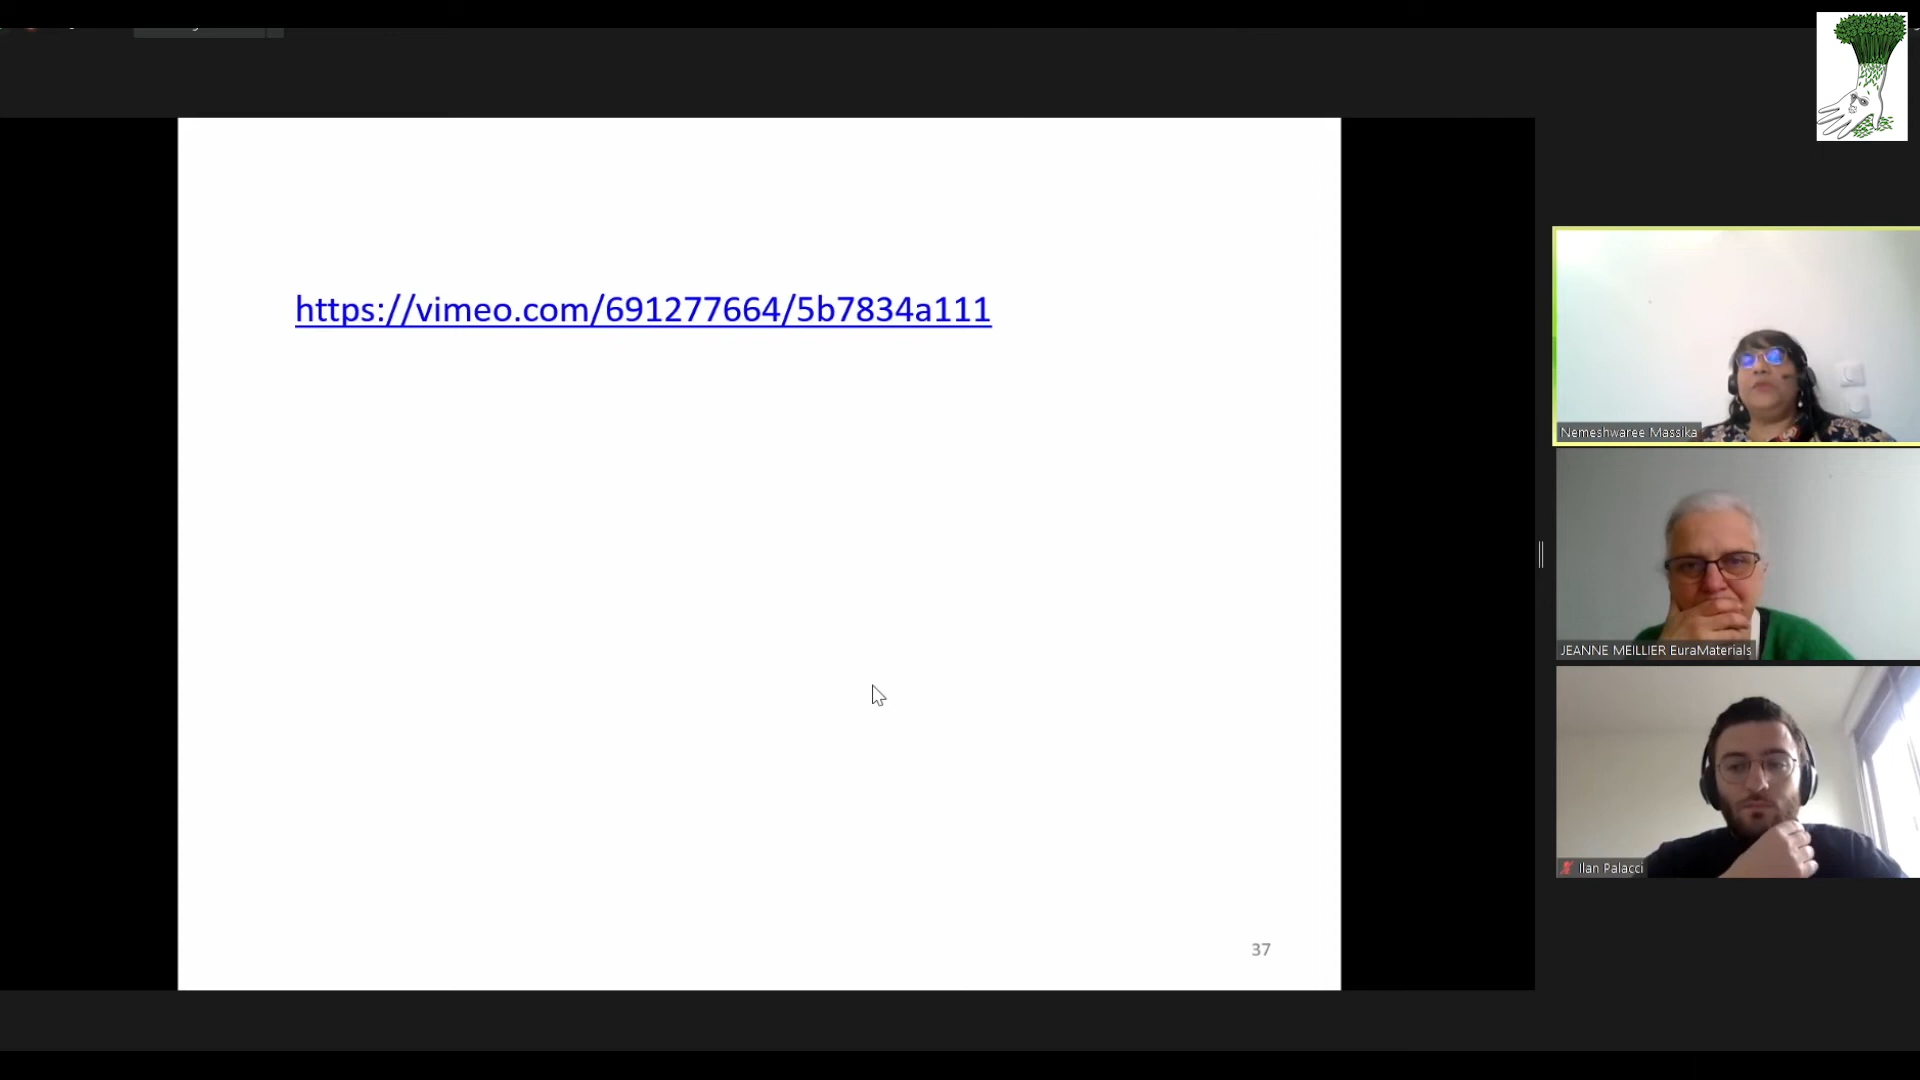 https://vimeo.com/691277664/5b7834a111
Nemeshwaree Massika
JEANNE MEILLIER EuraMaterials
Ilan Palacci
37